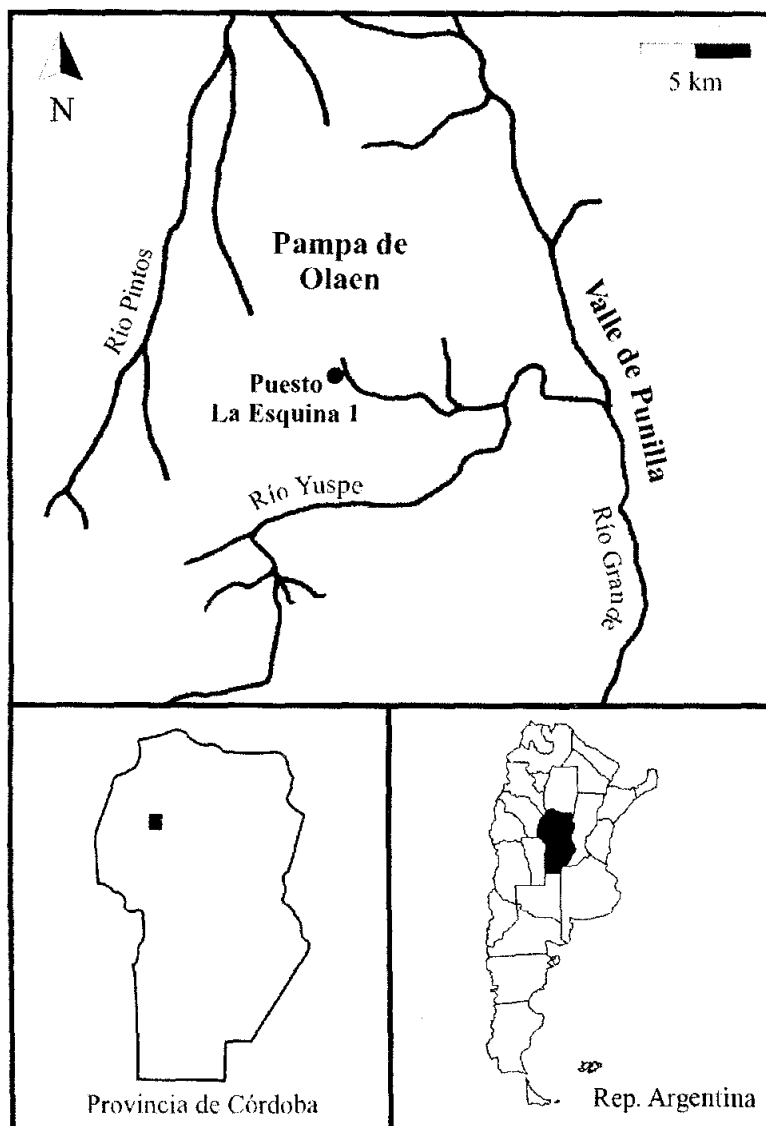 N
5 km
Pampa de
Olaen
Río Pintos
Valle de Punilla
Puesto
La Esquina 1
Río Yuspe
Río Grande
Provincia de Córdoba
Rep. Argentina